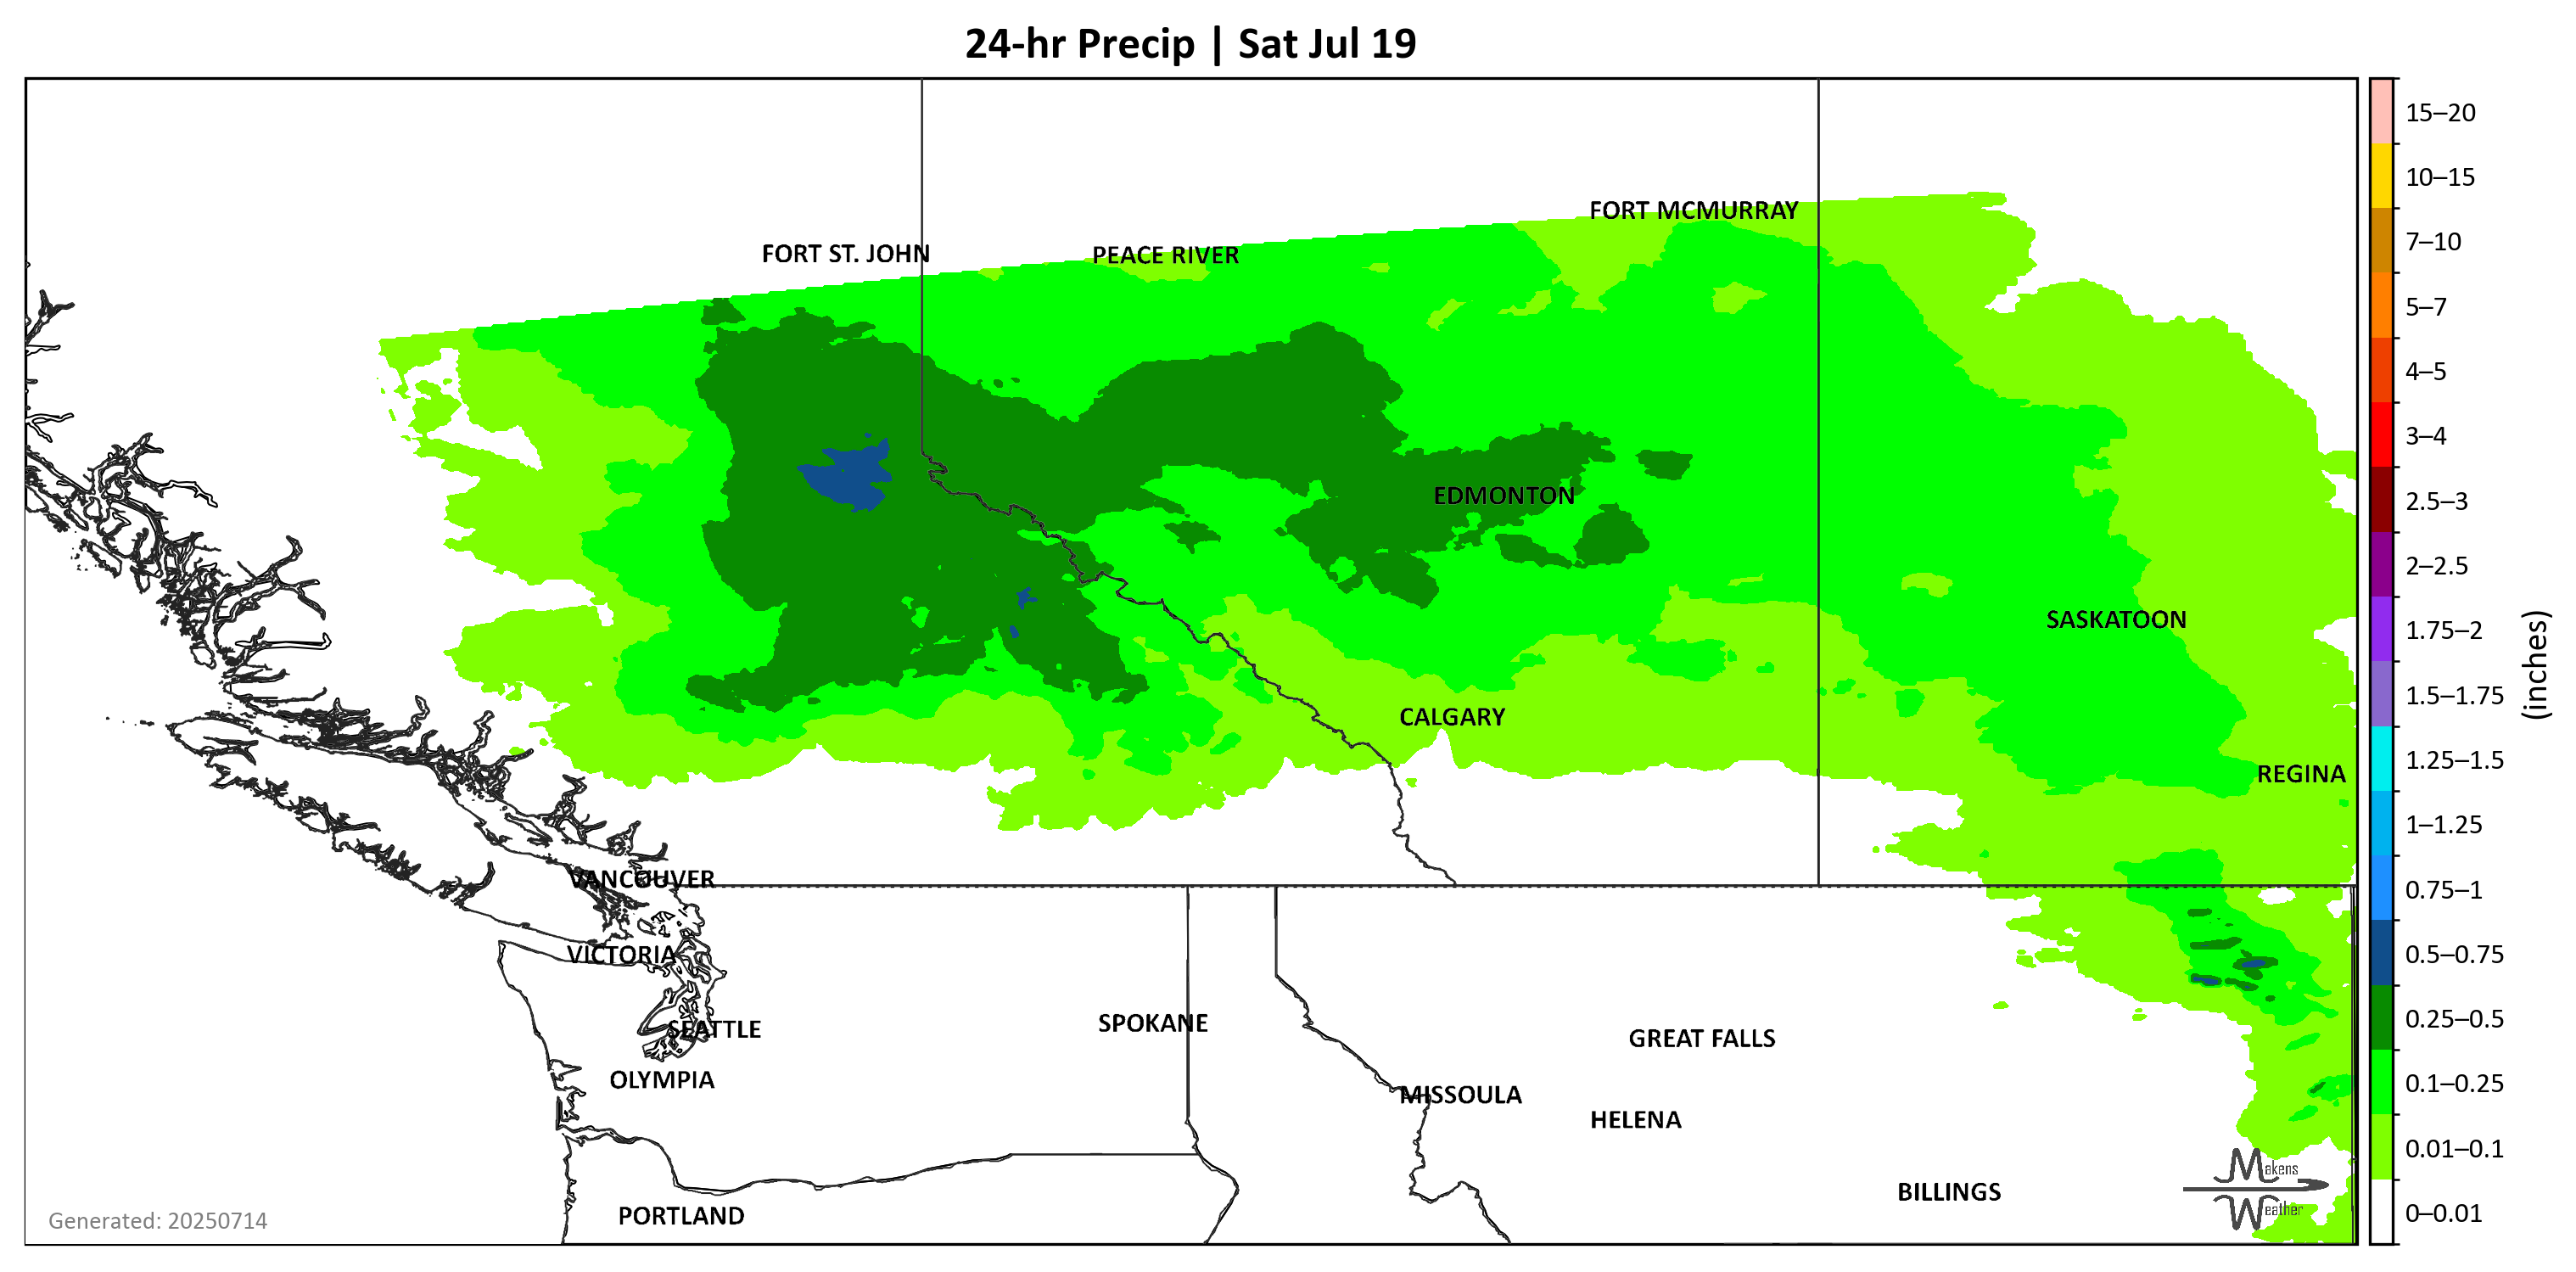 24-hr Precip | Sat Jul 19
FORT MCMURRAY
FORT ST. JOHN
PEACE RIVER
EDMONTON
SASKATOON
CALGARY
REGINA
VANCOUVER
VICTORIA
SPOKANE
SEATTLE
GREAT FALLS
OLYMPIA
MISSOULA
HELENA
BILLINGS
PORTLAND
Makens
Weather
Generated: 20250714
15–20
10–15
7–10
5–7
4–5
3–4
2.5–3
2–2.5
1.75–2
1.5–1.75
1.25–1.5
1–1.25
0.75–1
0.5–0.75
0.25–0.5
0.1–0.25
0.01–0.1
0–0.01
(inches)